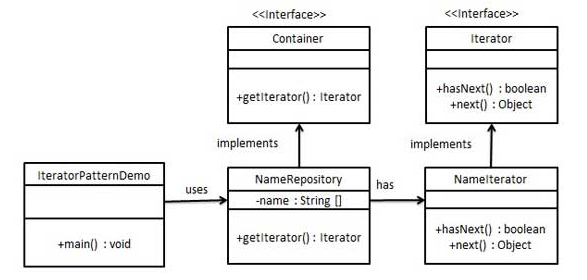 <<Interface>>
Container
+getIterator() : Iterator
<<Interface>>
Iterator
+hasNext() : boolean
+next() : Object
implements
implements
IteratorPatternDemo
+main() : void
uses
NameRepository
-name : String []
+getIterator() : Iterator
has
NameIterator
+hasNext() : boolean
+next() : Object